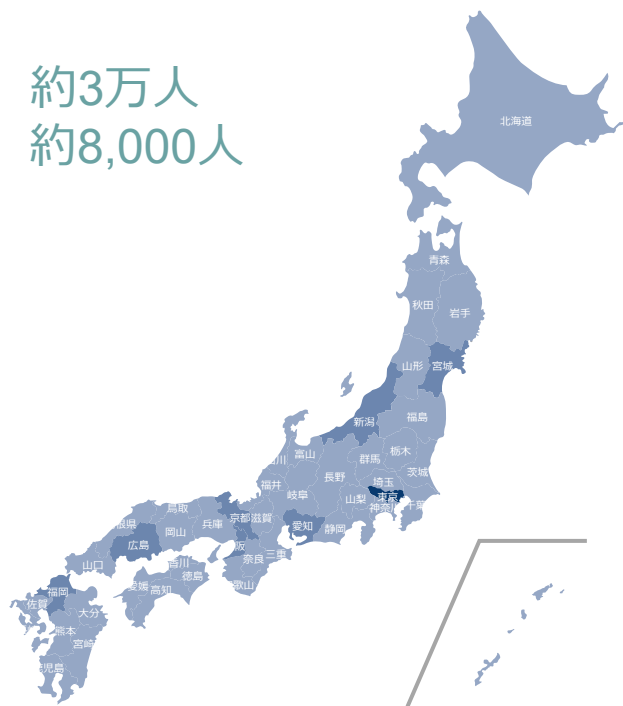 約3万人
約8,000人
北海道
青森
秋田
岩手
山形
宮城
新潟
福島
富山
群馬
栃木
茨城
長野
埼玉
福井
岐阜
山梨
東京
神奈川
千葉
鳥取
京都
滋賀
愛知
静岡
兵庫
岡山
広島
奈良
三重
山口
香川
徳島
愛媛
高知
歌山
福岡
佐賀
大分
熊本
宮崎
児島